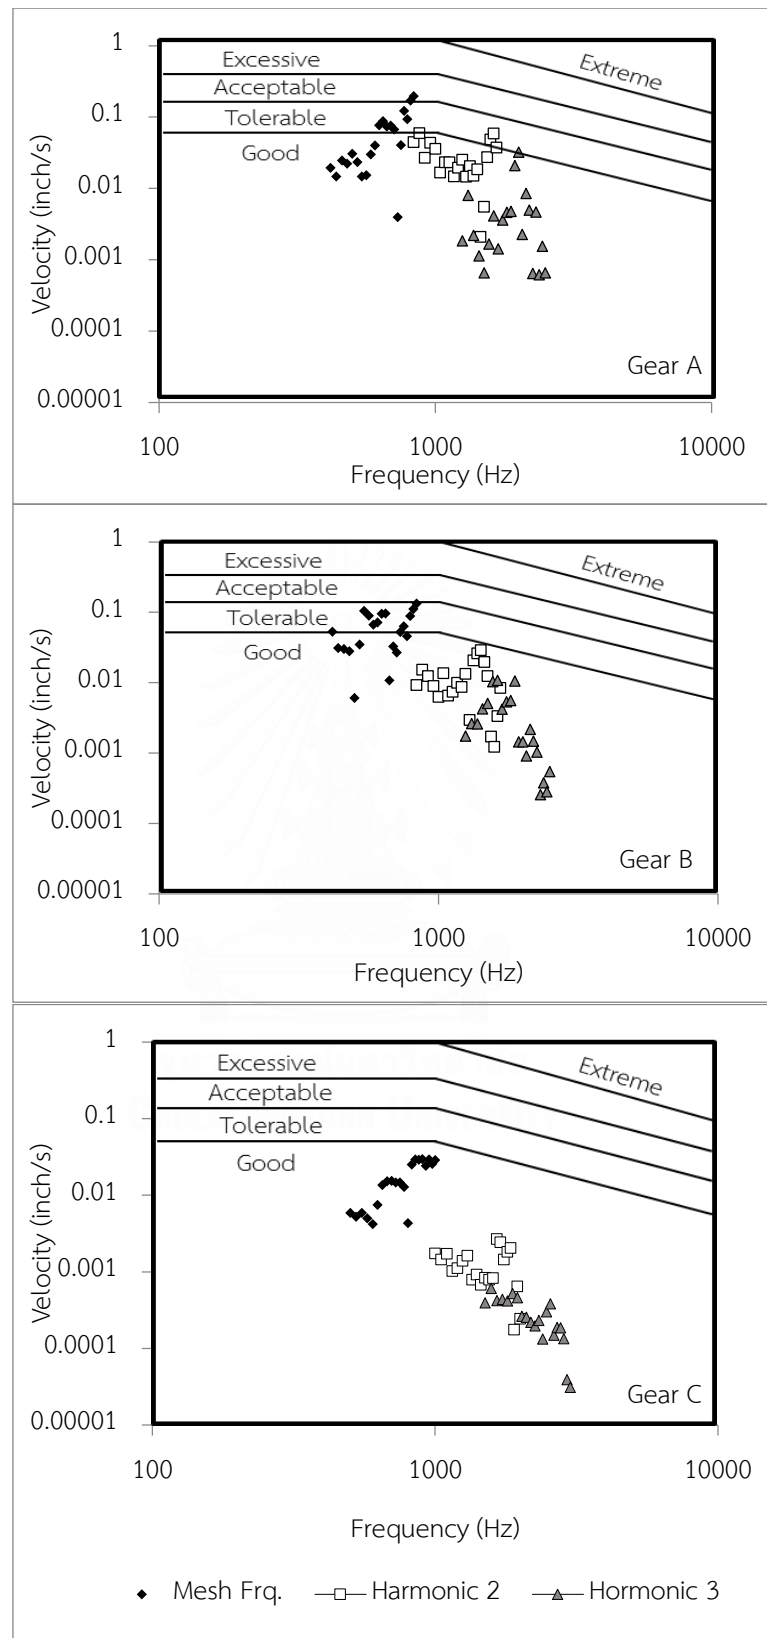 1
Excessive
Extreme
Acceptable
0.1
Tolerable
Good
0.01
0.001
0.0001
Gear A
0.00001
Velocity (inch/s)
100 1000 10000
Frequency (Hz)
1
Excessive
Extreme
Acceptable
0.1
Tolerable
Good
0.01
0.001
0.0001
Gear B
0.00001
Velocity (inch/s)
100 1000 10000
Frequency (Hz)
1
Excessive
Extreme
Acceptable
0.1
Tolerable
Good
0.01
0.001
0.0001
Gear C
0.00001
Velocity (inch/s)
100 1000 10000
Frequency (Hz)
Mesh Frq. Harmonic 2 Hormonic 3